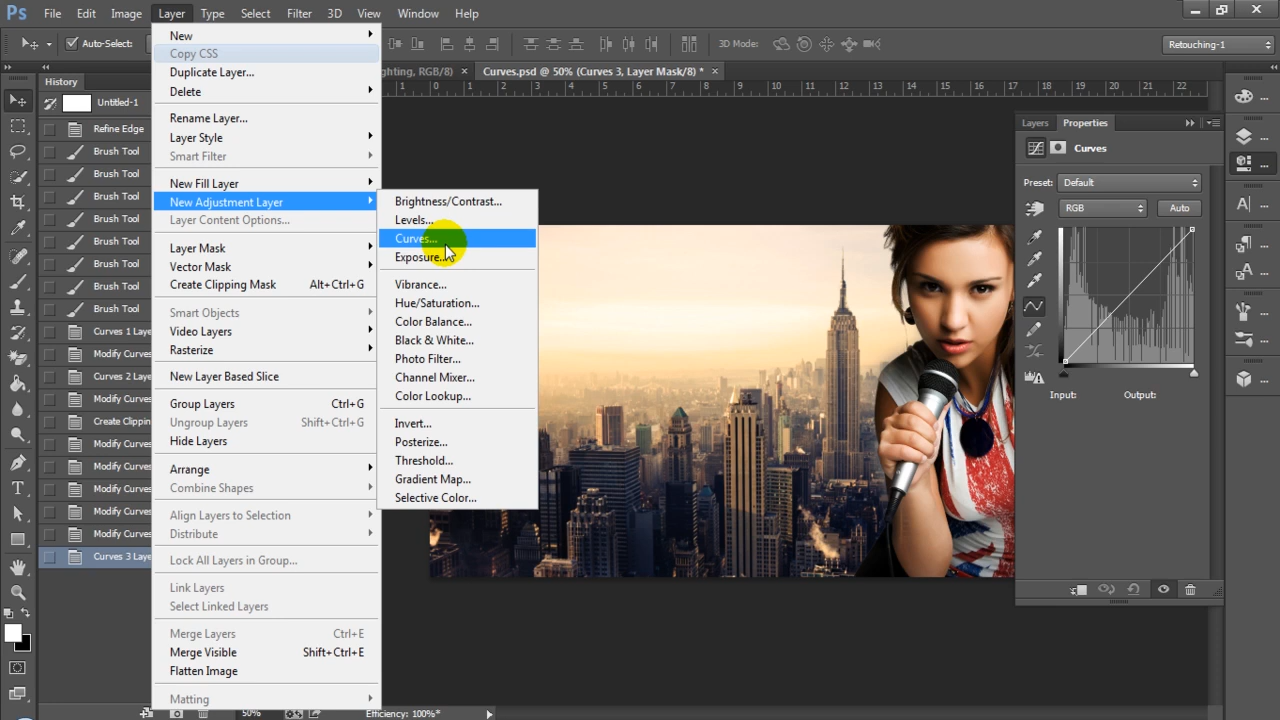 Ps File Edit Image Layer Type Select Filter 3D View Window Help
Auto-Select:
3D Mode:
Retouching-1
History
ghting, RGB/8) ×
Curves.psd @ 50% (Curves 3, Layer Mask/8) * ×
1 0 1 2 3 4 5 6 7 8 9 10 11 12 13 14 15 16 17 18 19 20 21 22
Untitled-1
Refine Edge
Brush Tool
Brush Tool
Brush Tool
Brush Tool
Brush Tool
Brush Tool
Brush Tool
Brush Tool
Curves 1 Laye
Modify Curves
Curves 2 Laye
Modify Curves
Create Clippin
Modify Curves
Modify Curves
Modify Curves
Modify Curves
Modify Curves
Curves 3 Laye
New
Copy CSS
Duplicate Layer...
Delete
Rename Layer...
Layer Style
Smart Filter
New Fill Layer
New Adjustment Layer
Layer Content Options...
Layer Mask
Vector Mask
Create Clipping Mask Alt+Ctrl+G
Smart Objects
Video Layers
Rasterize
New Layer Based Slice
Group Layers Ctrl+G
Ungroup Layers Shift+Ctrl+G
Hide Layers
Arrange
Combine Shapes
Align Layers to Selection
Distribute
Lock All Layers in Group...
Link Layers
Select Linked Layers
Merge Layers Ctrl+E
Merge Visible Shift+Ctrl+E
Flatten Image
Matting
Brightness/Contrast...
Levels...
Curves...
Exposure...
Vibrance...
Hue/Saturation...
Color Balance...
Black & White...
Photo Filter...
Channel Mixer...
Color Lookup...
Invert...
Posterize...
Threshold...
Gradient Map...
Selective Color...
Layers Properties
Curves
Preset: Default
RGB Auto
Input: Output:
50% Efficiency: 100%*